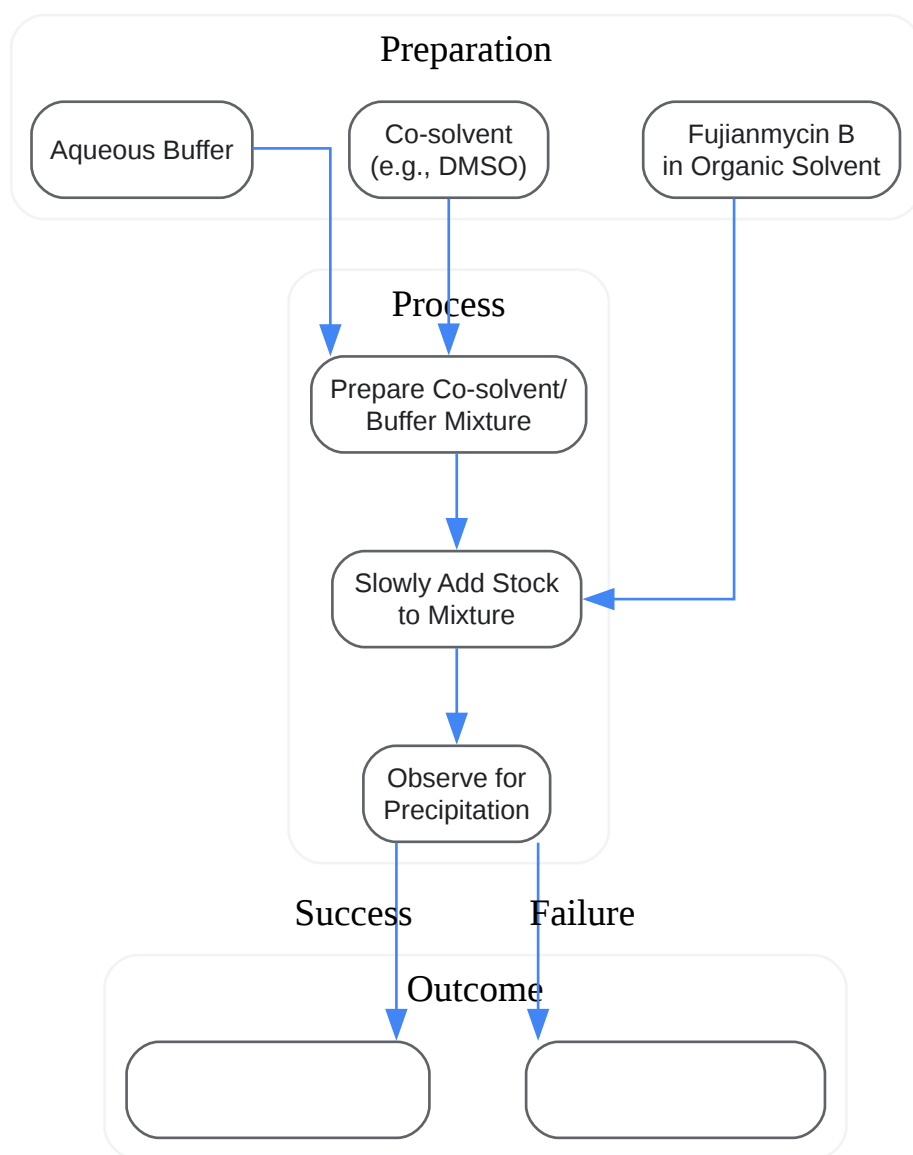 Preparation
Aqueous Buffer
Co-solvent
(e.g., DMSO)
Fujianmycin B
in Organic Solvent
Process
Prepare Co-solvent/
Buffer Mixture
Slowly Add Stock
to Mixture
Observe for
Precipitation
Success
Failure
Outcome